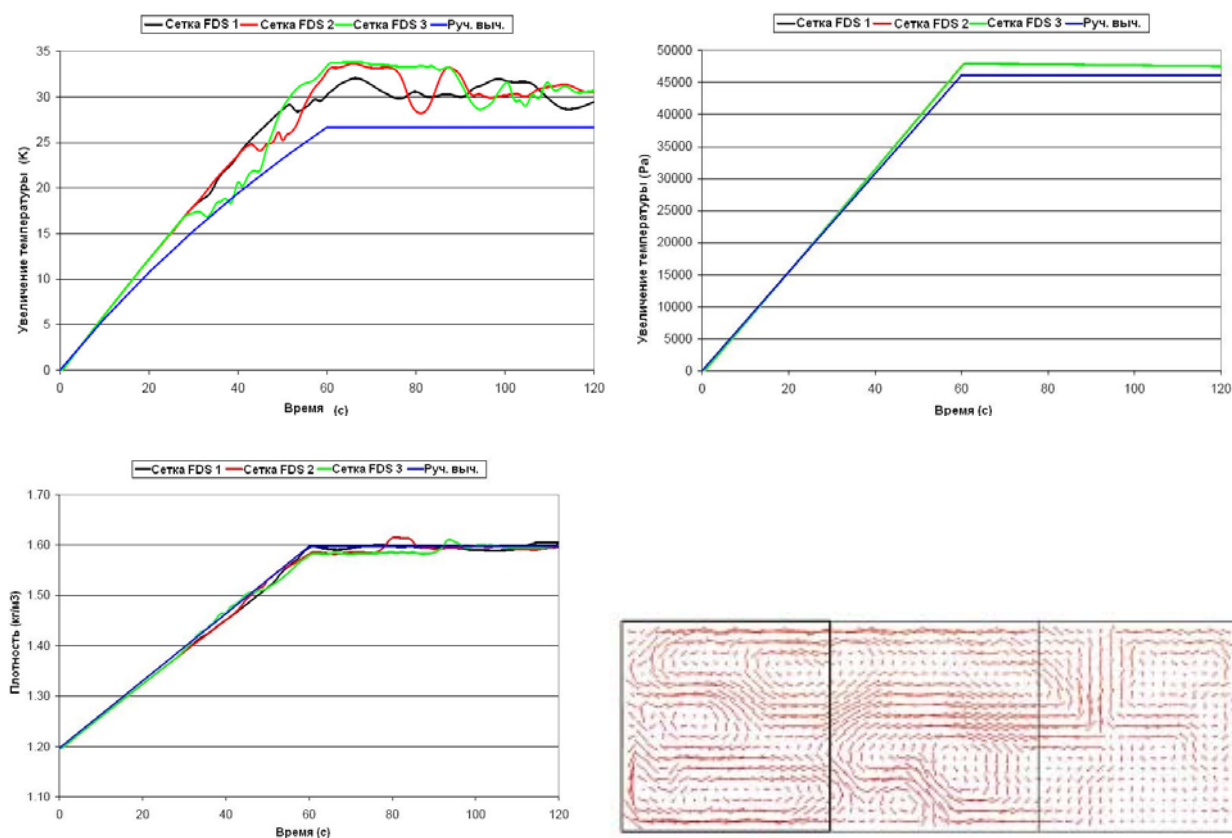 Сетка FDS 1 Сетка FDS 2 Сетка FDS 3 Руч. выч.
35
30
25
20
15
10
5
0
Увеличение температуры (K)
0 20 40 60 80 100 120
Время (с)
Сетка FDS 1 Сетка FDS 2 Сетка FDS 3 Руч. выч.
50000
45000
40000
35000
30000
25000
20000
15000
10000
5000
0
Увеличение температуры (Pa)
0 20 40 60 80 100 120
Время (с)
Сетка FDS 1 Сетка FDS 2 Сетка FDS 3 Руч. выч.
1.70
1.60
1.50
1.40
1.30
1.20
1.10
Плотность (кг/м3)
0 20 40 60 80 100 120
Время (с)